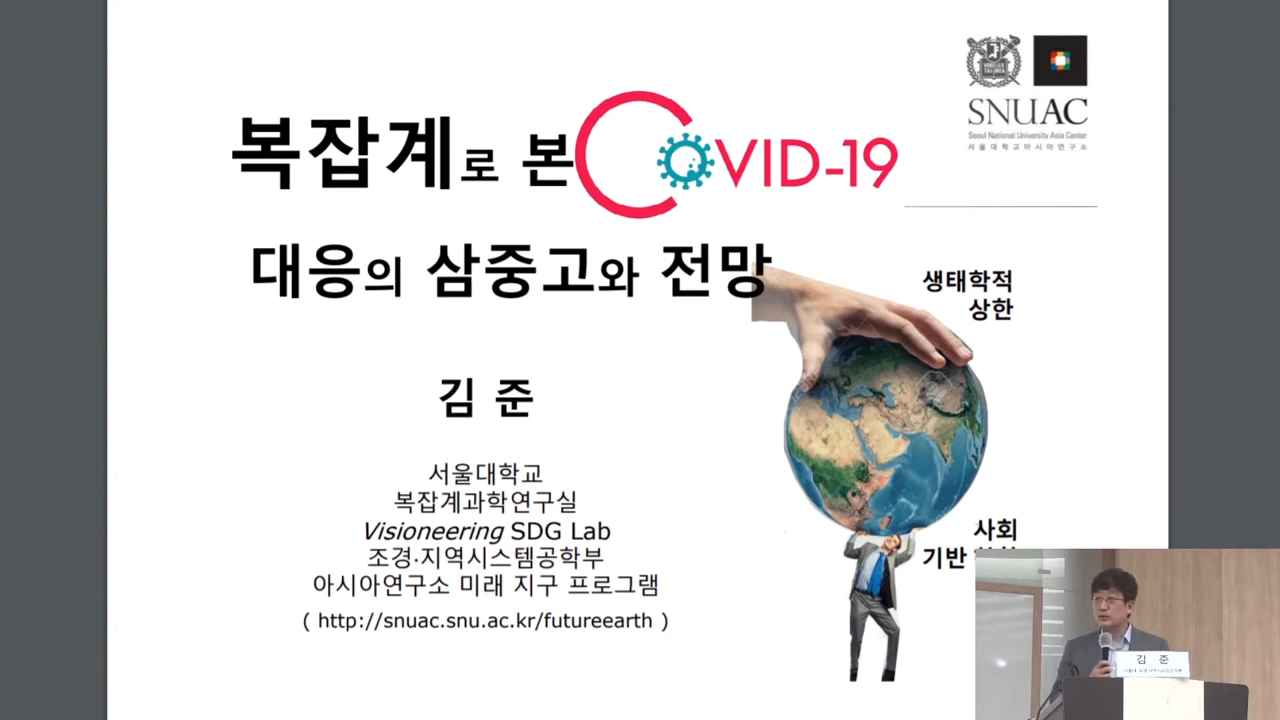 복잡계로 본 COVID-19
대응의 삼중고와 전망
SNUAC
Seoul National University Asia Center
서울대학교아시아연구소
생태학적
상한
김 준
서울대학교
복잡계과학연구실
Visioneering SDG Lab
조경·지역시스템공학부
아시아연구소 미래 지구 프로그램
( http://snuac.snu.ac.kr/futureearth )
사회
기반
김 준